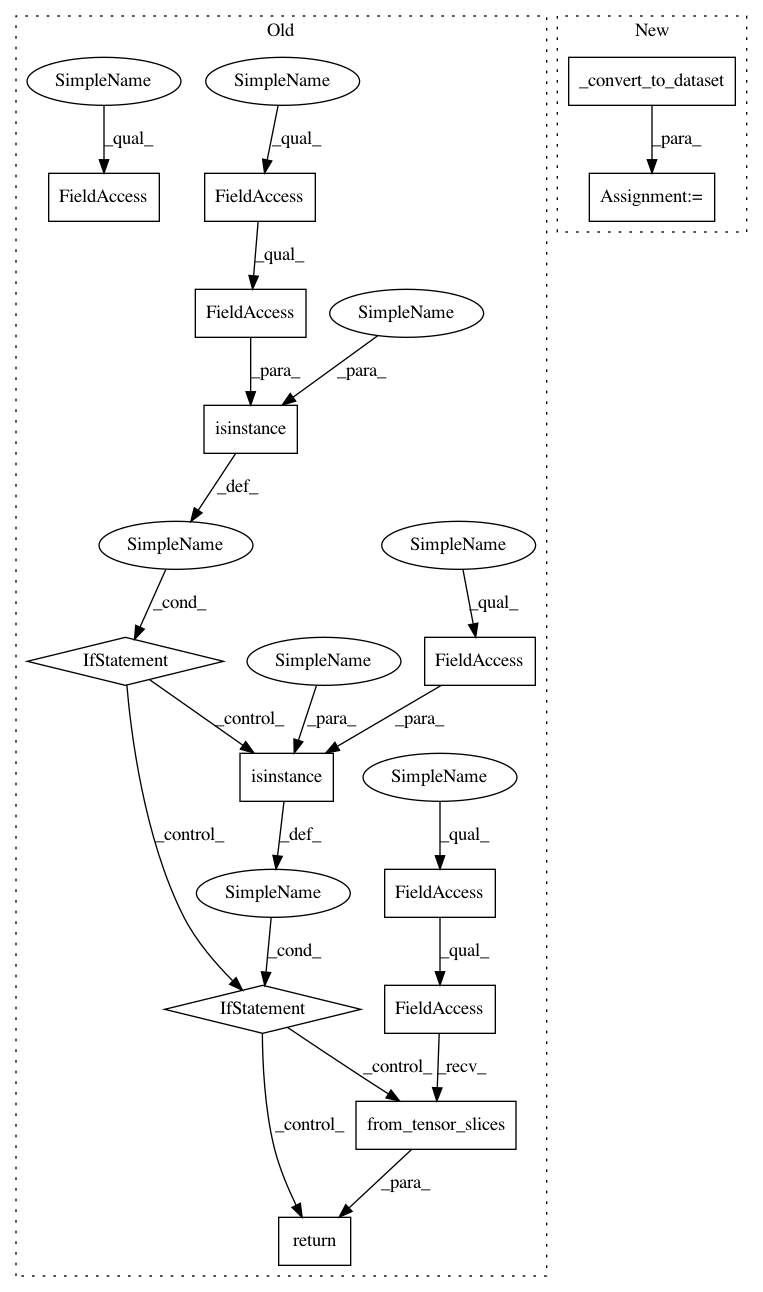 Old
New
SimpleName
SimpleName
_convert_to_dataset
_qual_
_qual_
_para_
FieldAccess
FieldAccess
Assignment:=
_qual_
FieldAccess
SimpleName
_para_
_para_
isinstance
_def_
SimpleName
SimpleName
_cond_
_qual_
IfStatement
SimpleName
FieldAccess
_control_
_para_
_para_
isinstance
SimpleName
_control_
_def_
_qual_
SimpleName
FieldAccess
_cond_
_qual_
IfStatement
FieldAccess
_control_
_recv_
_control_
from_tensor_slices
_para_
return